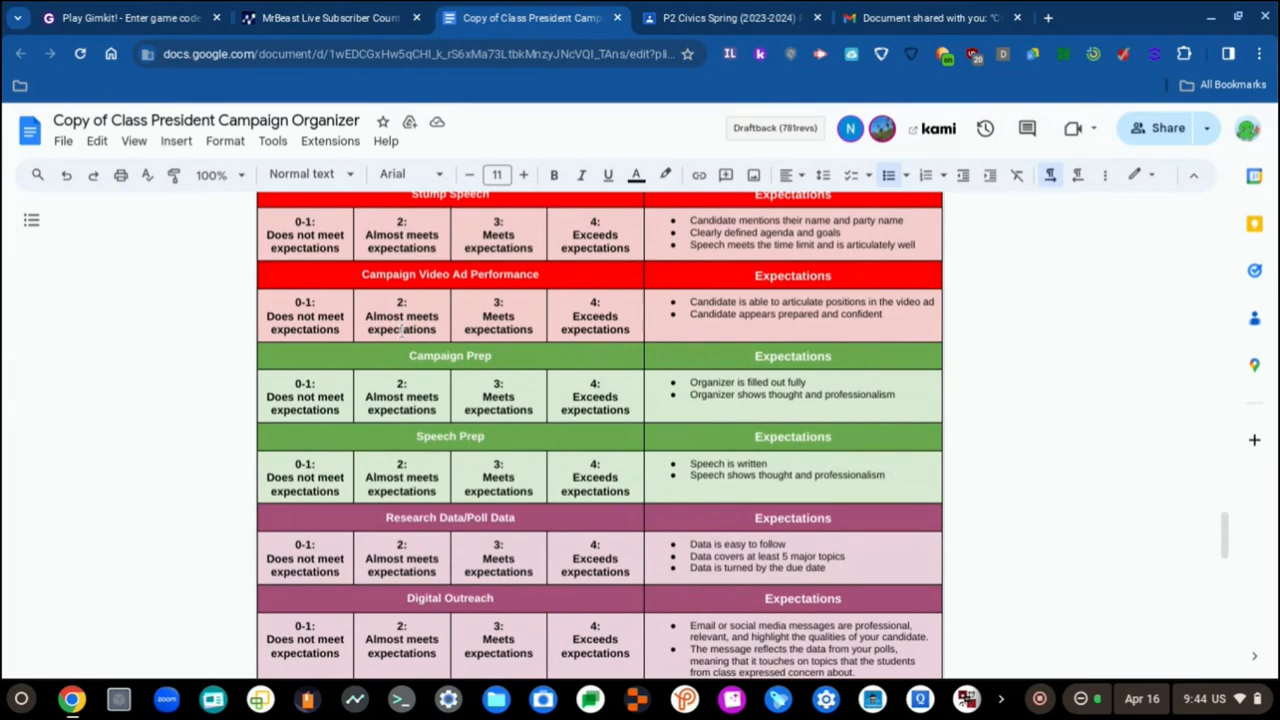 Play Gimkit! - Enter game code
MrBeast Live Subscriber Count
Copy of Class President Camp
P2 Civics Spring (2023-2024) F
Document shared with you: "C
docs.google.com/document/d/1wEDCGxHw5qCHI_k_rS6xMa73LtbkMnzyJNcVQI_TAns/edit?pli...
All Bookmarks
Copy of Class President Campaign Organizer
File Edit View Insert Format Tools Extensions Help
Draftback (781revs)
N
kami
Share
100%
Normal text
Arial
11
Stump Speech
Expectations
0-1:
Does not meet
expectations
2:
Almost meets
expectations
3:
Meets
expectations
4:
Exceeds
expectations
Candidate mentions their name and party name
Clearly defined agenda and goals
Speech meets the time limit and is articulately well
Campaign Video Ad Performance
Expectations
0-1:
Does not meet
expectations
2:
Almost meets
expectations
3:
Meets
expectations
4:
Exceeds
expectations
Candidate is able to articulate positions in the video ad
Candidate appears prepared and confident
Campaign Prep
Expectations
0-1:
Does not meet
expectations
2:
Almost meets
expectations
3:
Meets
expectations
4:
Exceeds
expectations
Organizer is filled out fully
Organizer shows thought and professionalism
Speech Prep
Expectations
0-1:
Does not meet
expectations
2:
Almost meets
expectations
3:
Meets
expectations
4:
Exceeds
expectations
Speech is written
Speech shows thought and professionalism
Research Data/Poll Data
Expectations
0-1:
Does not meet
expectations
2:
Almost meets
expectations
3:
Meets
expectations
4:
Exceeds
expectations
Data is easy to follow
Data covers at least 5 major topics
Data is turned by the due date
Digital Outreach
Expectations
0-1:
Does not meet
expectations
2:
Almost meets
expectations
3:
Meets
expectations
4:
Exceeds
expectations
Email or social media messages are professional,
relevant, and highlight the qualities of your candidate.
The message reflects the data from your polls,
meaning that it touches on topics that the students
from class expressed concern about.
zoom
Apr 16
9:44 US